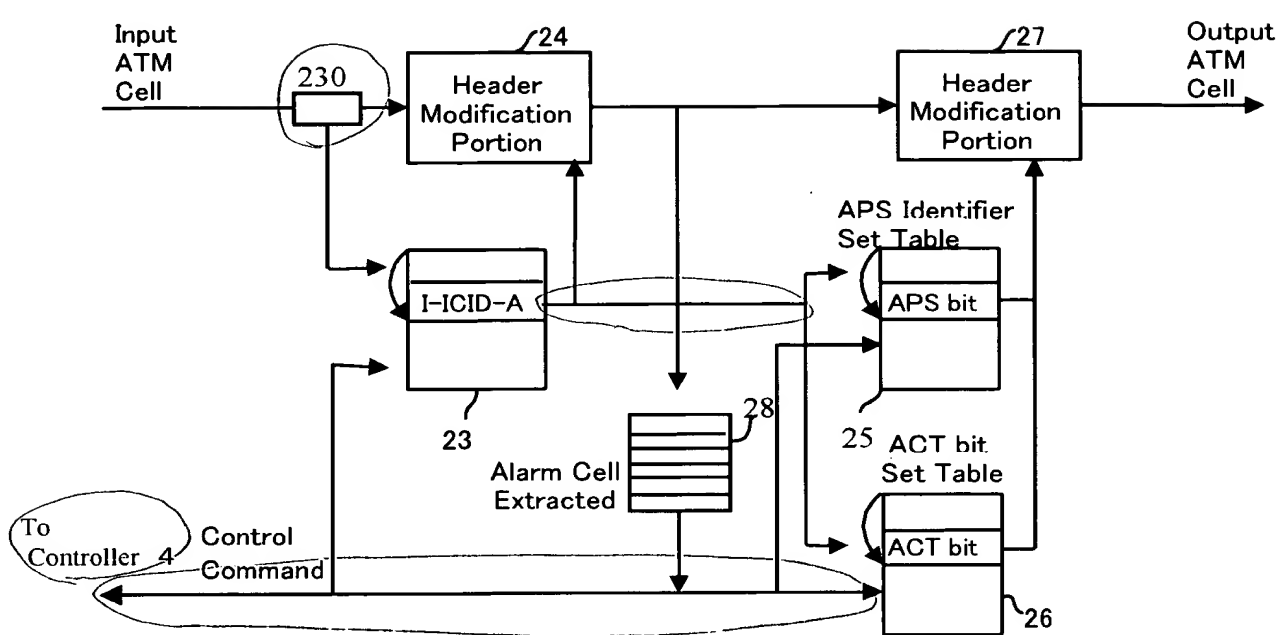 Input
ATM
Cell
230
24
Header
Modification
Portion
27
Header
Modification
Portion
Output
ATM
Cell
I-ICID-A
23
APS Identifier
Set Table
APS bit
25
28
Alarm Cell
Extracted
ACT bit
Set Table
ACT bit
26
To
Controller 4
Control
Command